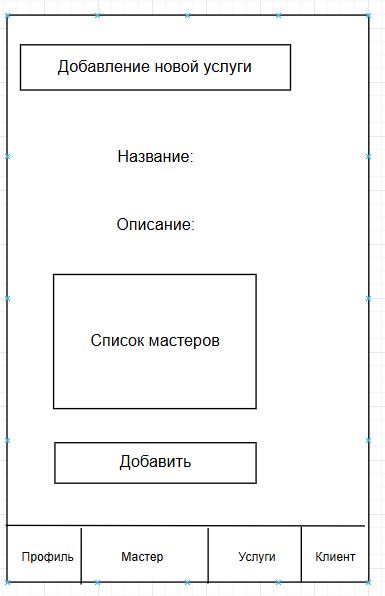 Добавление новой услуги
Название:
Описание:
Список мастеров
Добавить
Профиль
Мастер
Услуги
Клиент